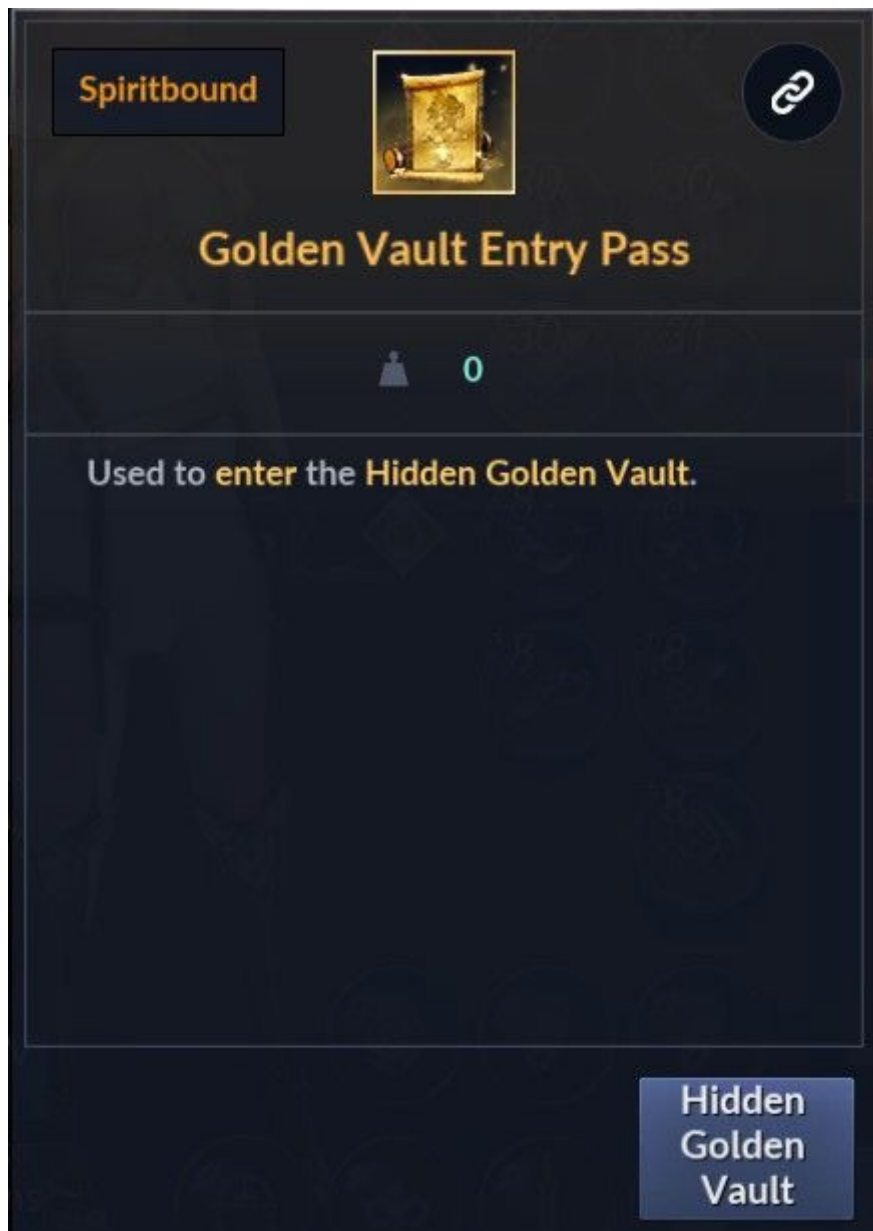 Spiritbound
Golden Vault Entry Pass
0
Used to enter the Hidden Golden Vault.
Hidden
Golden
Vault